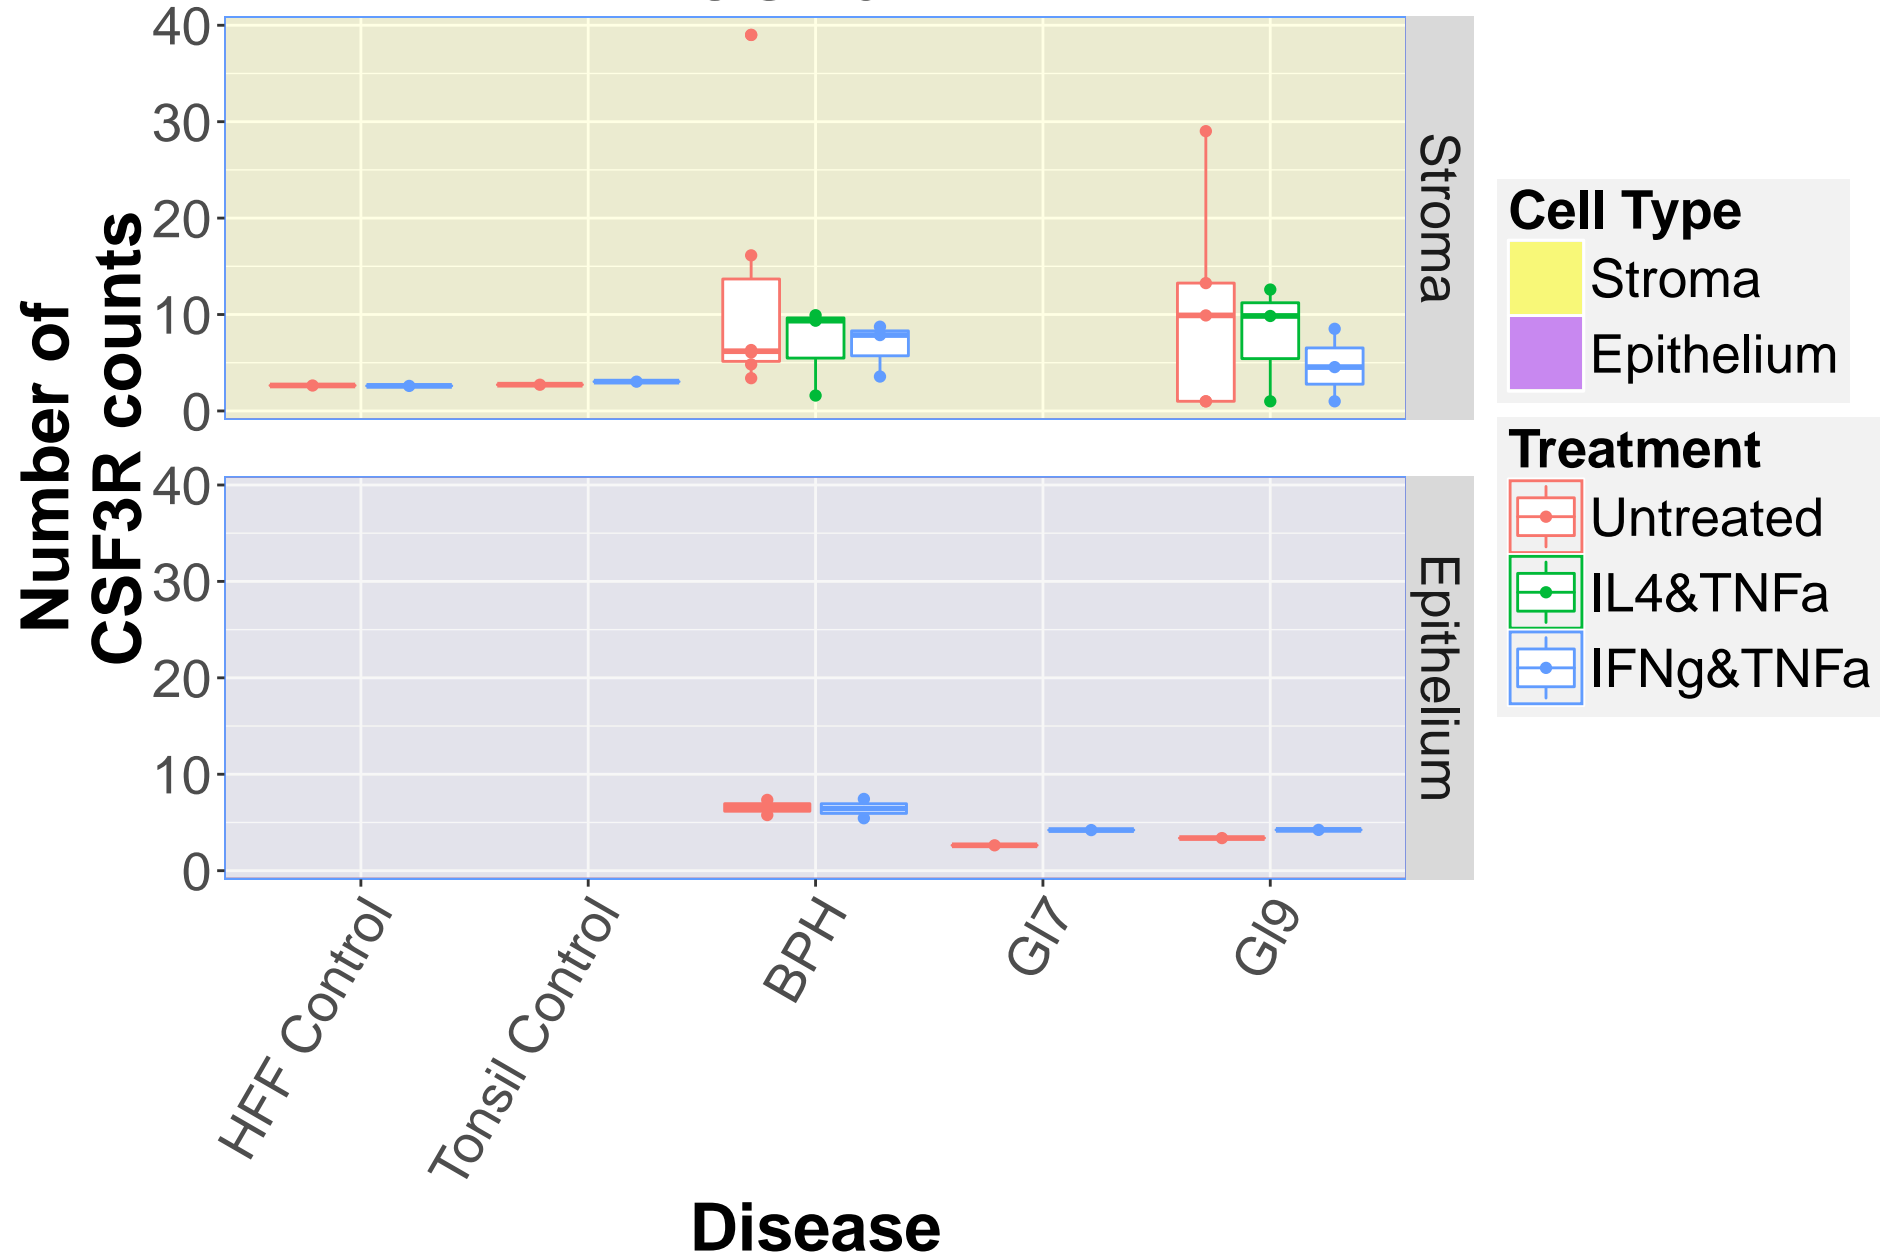 Number of
CSF3R counts
40
30
20
10
0
Stroma
40
30
20
10
0
Epithelium
HFF Control
Tonsil Control
BPH
Gl7
Gl9
Disease
Cell Type
Stroma
Epithelium
Treatment
Untreated
IL4&TNFa
IFNg&TNFa